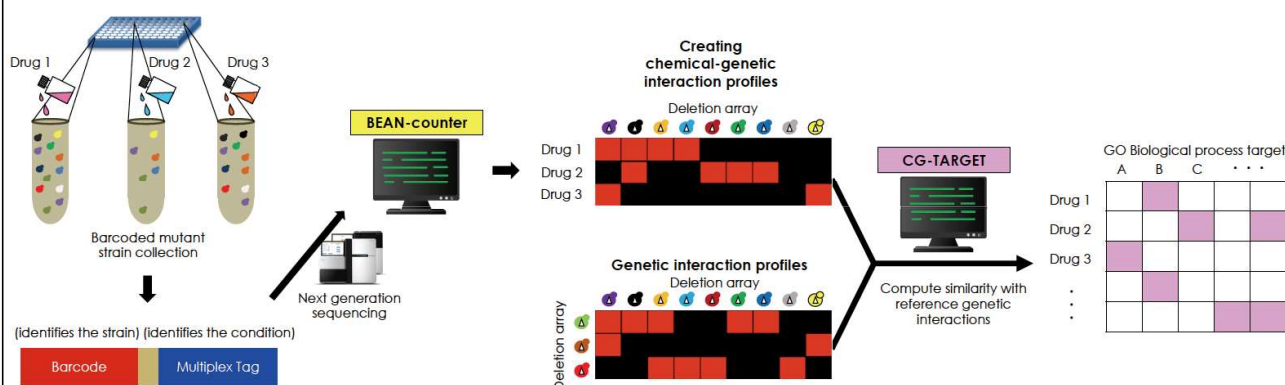 Drug 1
Drug 2
Drug 3
Barcoded mutant
strain collection
(identifies the strain) (identifies the condition)
Barcode
Multiplex Tag
Next generation
sequencing
BEAN-counter
Creating
chemical-genetic
interaction profiles
Deletion array
Drug 1
Drug 2
Drug 3
Genetic interaction profiles
Deletion array
Deletion array
CG-TARGET
Compute similarity with
reference genetic
interactions
GO Biological process target
A B C · · ·
Drug 1
Drug 2
Drug 3
·
·
·